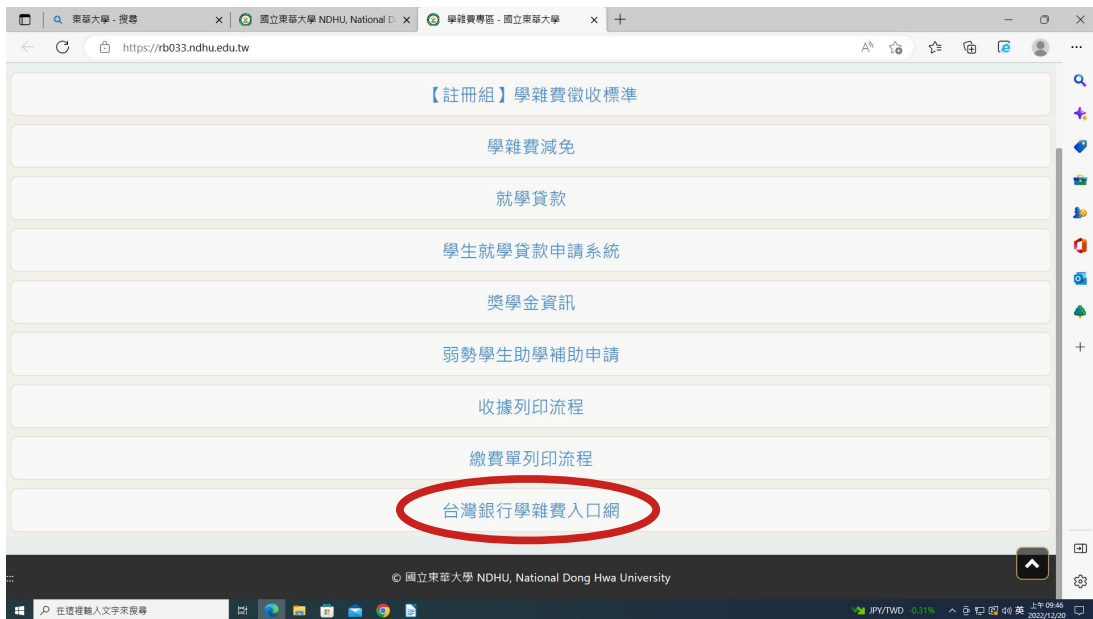 東華大學 - 搜尋
國立東華大學 NDHU, National D
學雜費專區 - 國立東華大學
https://rb033.ndhu.edu.tw
【註冊組】學雜費徵收標準
學雜費減免
就學貸款
學生就學貸款申請系統
獎學金資訊
弱勢學生助學補助申請
收據列印流程
繳費單列印流程
台灣銀行學雜費入口網
© 國立東華大學 NDHU, National Dong Hwa University
在這裡輸入文字來搜尋
JPY/TWD -0.31%
英
上午 09:46
2022/12/20